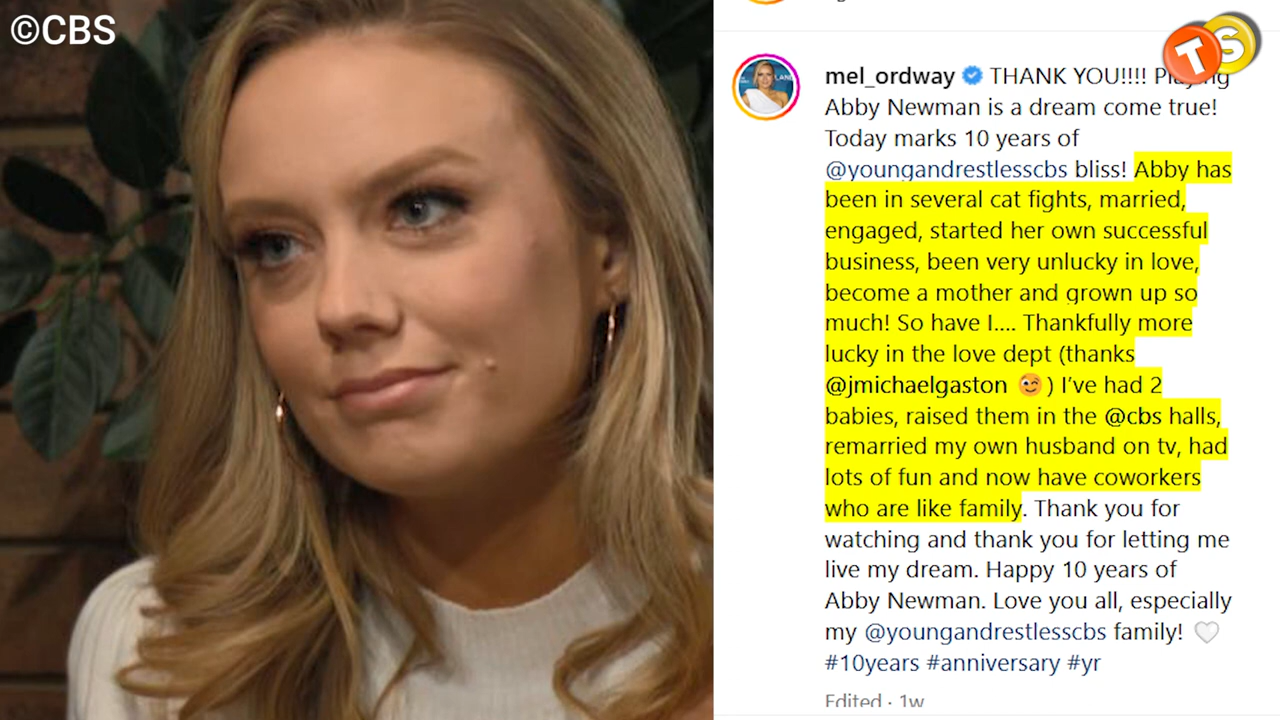 ©CBS
TS
mel_ordway THANK YOU!!!! Playing
Abby Newman is a dream come true!
Today marks 10 years of
@youngandrestlesscbs bliss! Abby has
been in several cat fights, married,
engaged, started her own successful
business, been very unlucky in love,
become a mother and grown up so
much! So have I.... Thankfully more
lucky in the love dept (thanks
@jmichaelgaston 😉) I’ve had 2
babies, raised them in the @cbs halls,
remarried my own husband on tv, had
lots of fun and now have coworkers
who are like family. Thank you for
watching and thank you for letting me
live my dream. Happy 10 years of
Abby Newman. Love you all, especially
my @youngandrestlesscbs family! 🤍
#10years #anniversary #yr
Edited · 1w